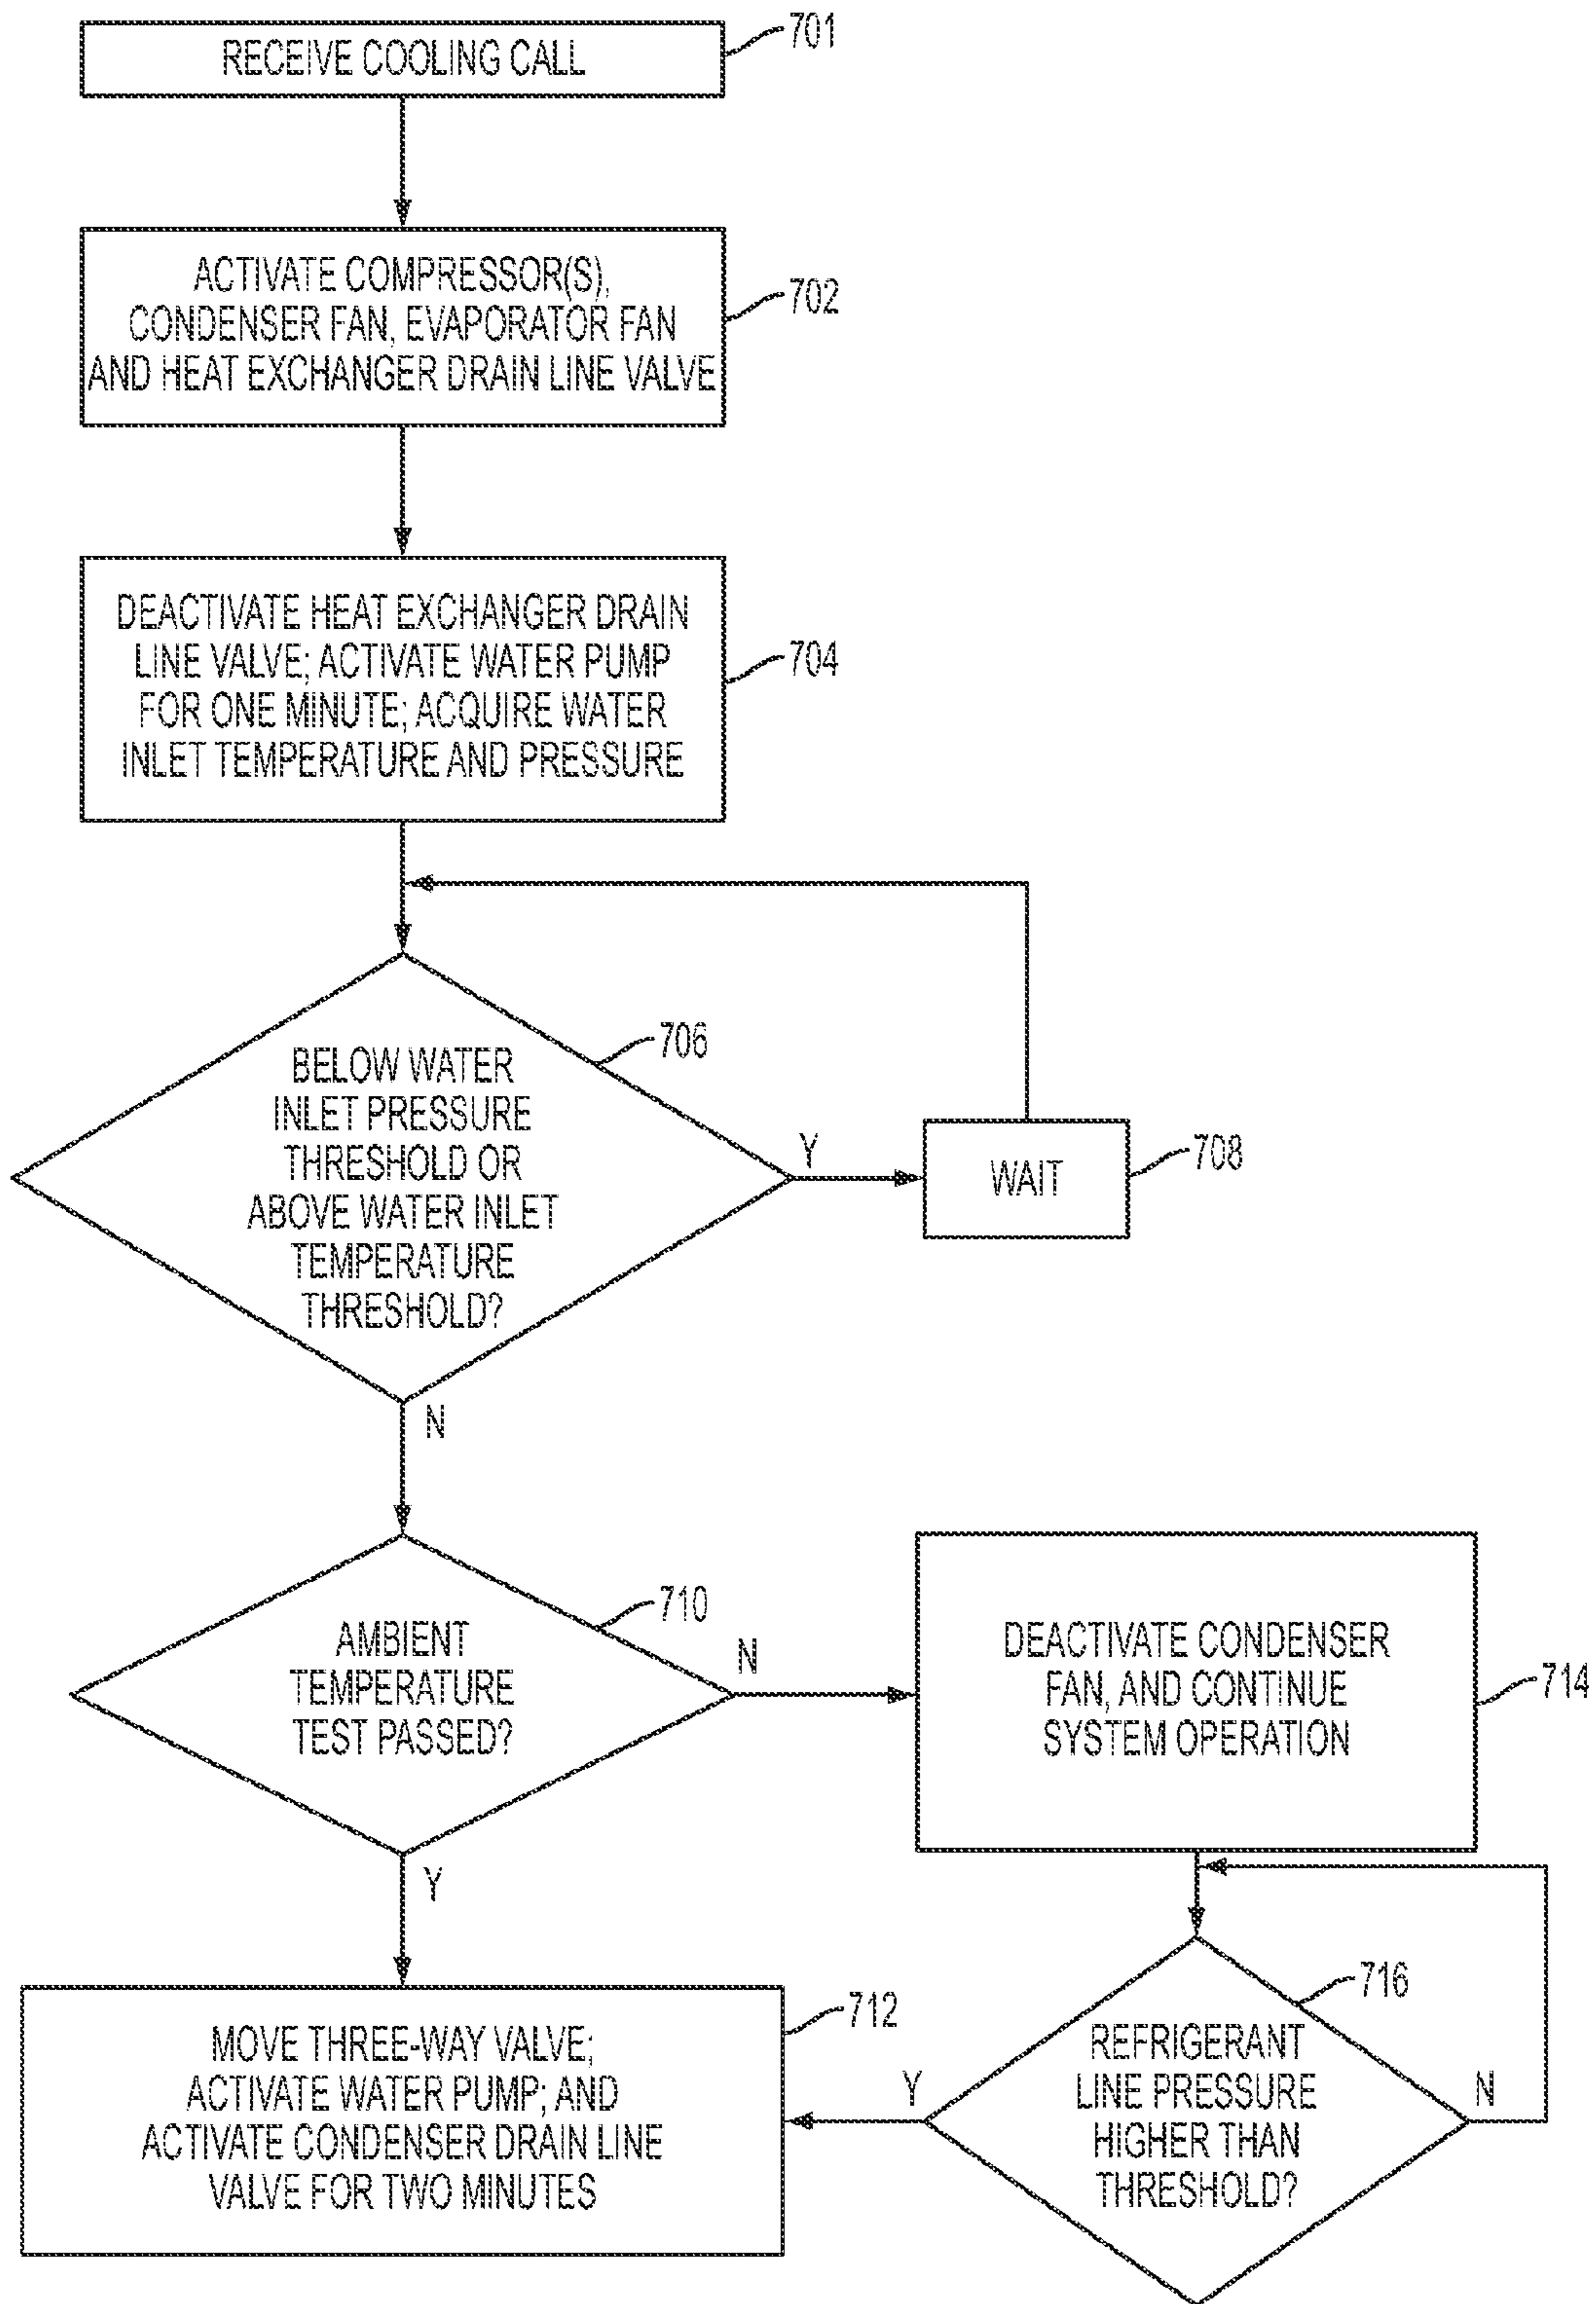 RECEIVE COOLING CALL
701
ACTIVATE COMPRESSOR(S),
CONDENSER FAN, EVAPORATOR FAN
AND HEAT EXCHANGER DRAIN LINE VALVE
702
DEACTIVATE HEAT EXCHANGER DRAIN
LINE VALVE; ACTIVATE WATER PUMP
FOR ONE MINUTE; ACQUIRE WATER
INLET TEMPERATURE AND PRESSURE
704
BELOW WATER
INLET PRESSURE
THRESHOLD OR
ABOVE WATER INLET
TEMPERATURE
THRESHOLD?
706
Y
WAIT
708
N
AMBIENT
TEMPERATURE
TEST PASSED?
710
N
DEACTIVATE CONDENSER
FAN, AND CONTINUE
SYSTEM OPERATION
714
Y
MOVE THREE-WAY VALVE;
ACTIVATE WATER PUMP; AND
ACTIVATE CONDENSER DRAIN LINE
VALVE FOR TWO MINUTES
712
Y
REFRIGERANT
LINE PRESSURE
HIGHER THAN
THRESHOLD?
716
N